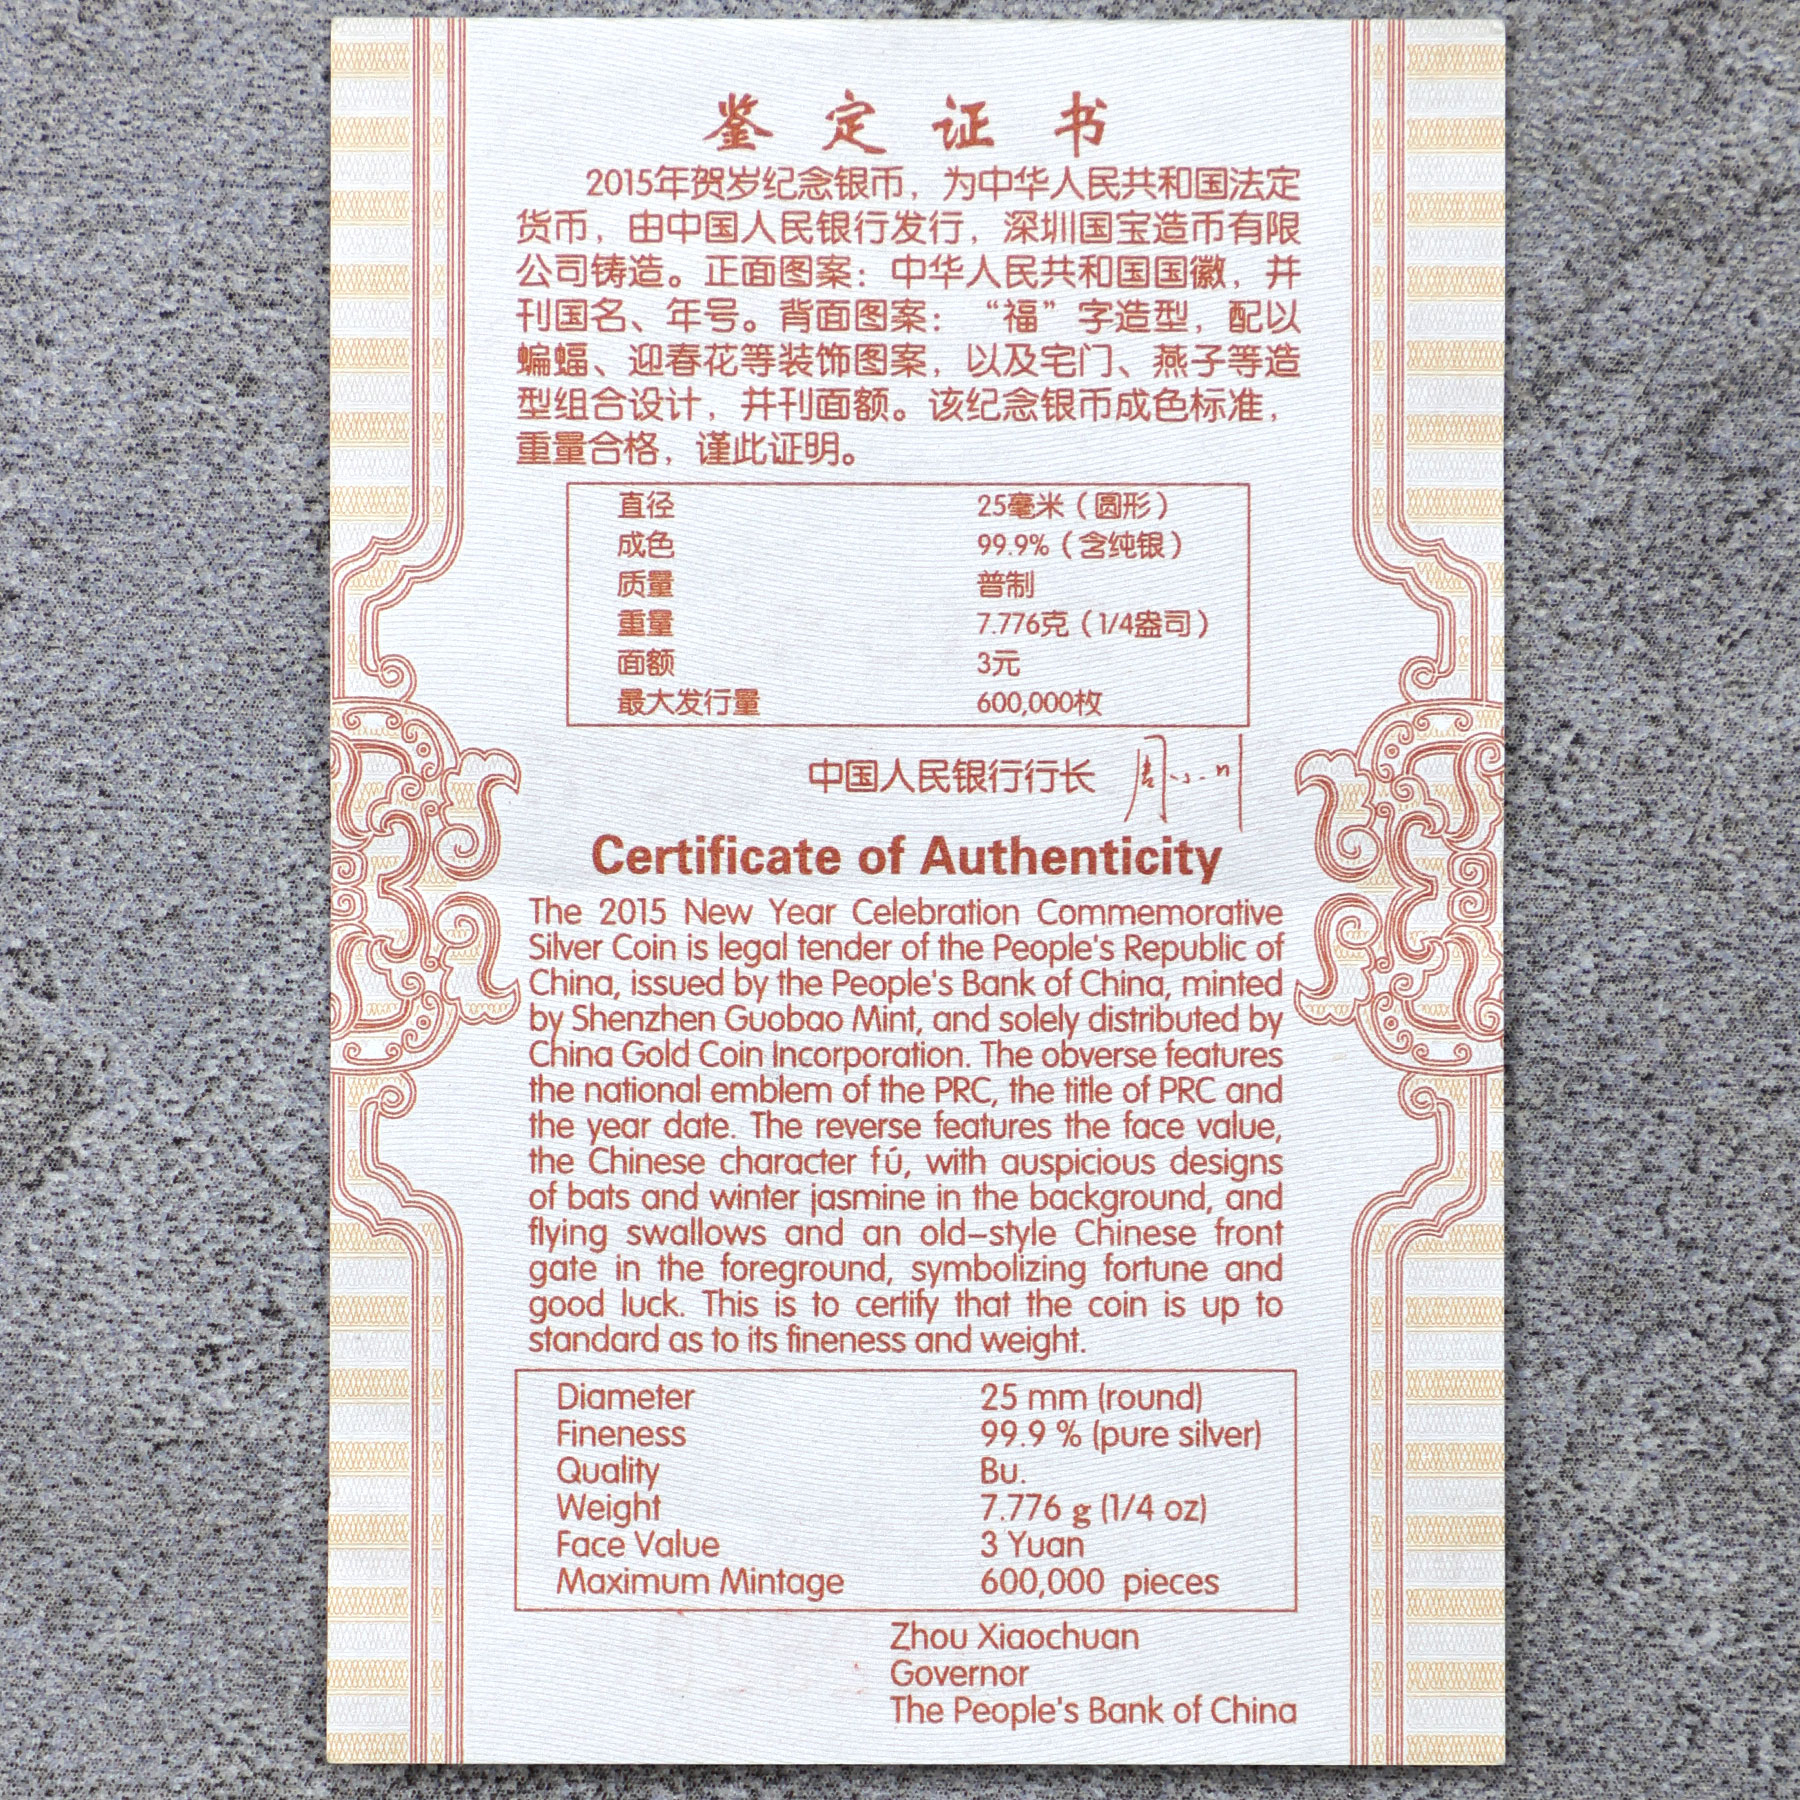 鉴定证书
2015年贺岁纪念银币，为中华人民共和国法定
货币，由中国人民银行发行，深圳国宝造币有限
公司铸造。正面图案：中华人民共和国国徽，并
刊国名、年号。背面图案：“福”字造型，配以
蝙蝠、迎春花等装饰图案，以及宅门、燕子等造
型组合设计，并刊面额。该纪念银币成色标准，
重量合格，谨此证明。
直径 25毫米（圆形）
成色 99.9%（含纯银）
质量 普制
重量 7.776克（1/4盎司）
面额 3元
最大发行量 600,000枚
中国人民银行行长 周小川
Certificate of Authenticity
The 2015 New Year Celebration Commemorative
Silver Coin is legal tender of the People's Republic of
China, issued by the People's Bank of China, minted
by Shenzhen Guobao Mint, and solely distributed by
China Gold Coin Incorporation. The obverse features
the national emblem of the PRC, the title of PRC and
the year date. The reverse features the face value,
the Chinese character fú, with auspicious designs
of bats and winter jasmine in the background, and
flying swallows and an old–style Chinese front
gate in the foreground, symbolizing fortune and
good luck. This is to certify that the coin is up to
standard as to its fineness and weight.
Diameter 25 mm (round)
Fineness 99.9 % (pure silver)
Quality Bu.
Weight 7.776 g (1/4 oz)
Face Value 3 Yuan
Maximum Mintage 600,000 pieces
Zhou Xiaochuan
Governor
The People's Bank of China